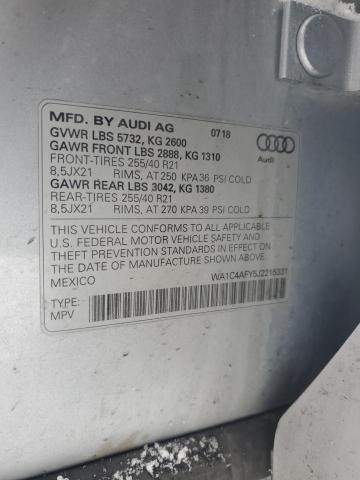 MFD. BY AUDI AG 07/18
GVWR LBS 5732, KG 2600
GAWR FRONT LBS 2888, KG 1310
FRONT-TIRES 255/40 R21
8,5JX21 RIMS, AT 250 KPA 36 PSI COLD
GAWR REAR LBS 3042, KG 1380
REAR-TIRES 255/40 R21
8,5JX21 RIMS, AT 270 KPA 39 PSI COLD
Audi
THIS VEHICLE CONFORMS TO ALL APPLICABLE
U.S. FEDERAL MOTOR VEHICLE SAFETY AND
THEFT PREVENTION STANDARDS IN EFFECT ON
THE DATE OF MANUFACTURE SHOWN ABOVE.
MEXICO WA1C4AFY5J2215331
TYPE:
MPV